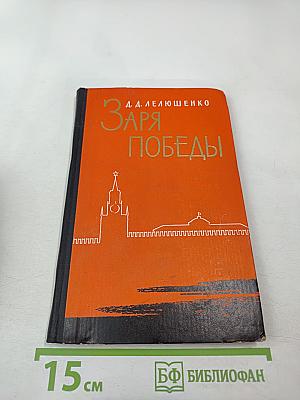 Д. Д. ЛЕЛЮШЕНКО
ЗАРЯ
ПОБЕДЫ
15 см
БФ БИБЛИОФАН